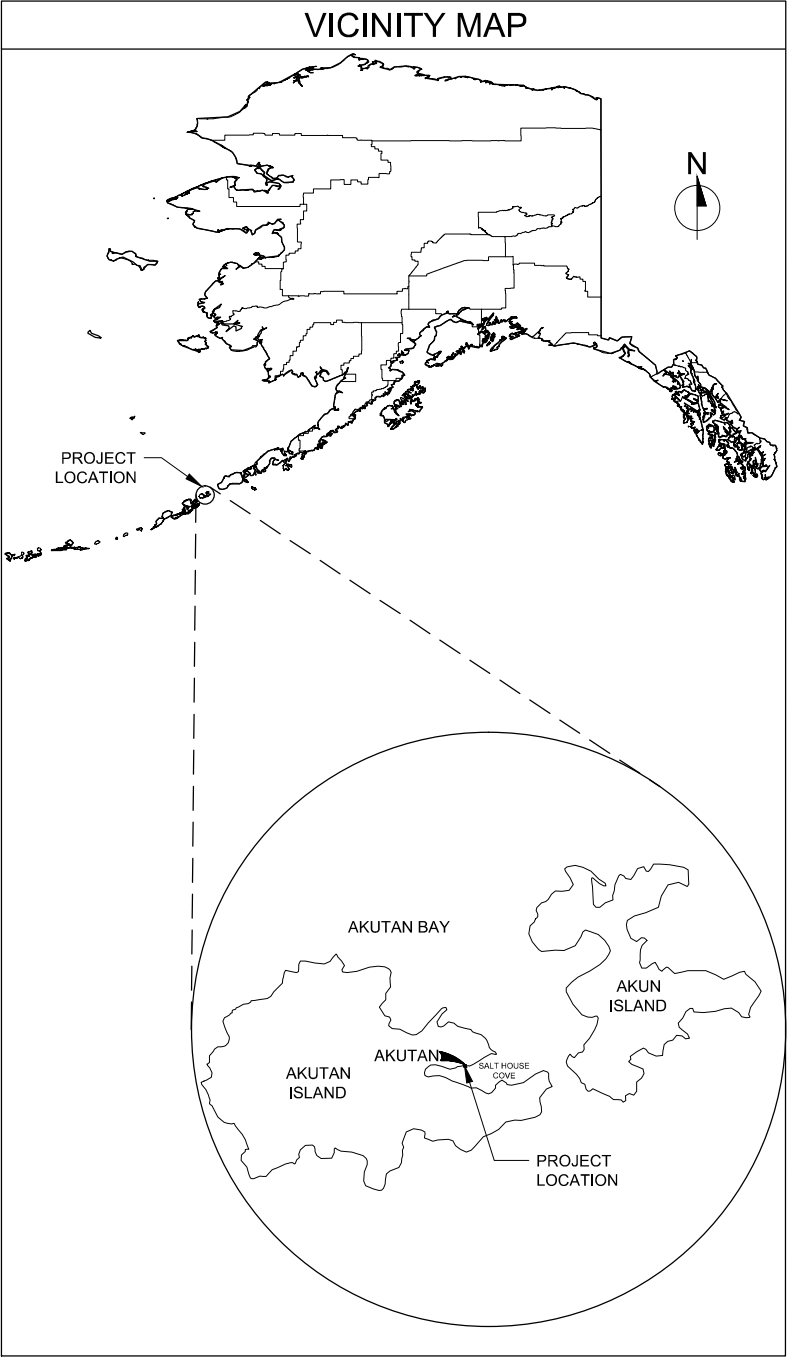 VICINITY MAP
N
PROJECT
LOCATION
AKUTAN BAY
AKUN
ISLAND
AKUTAN
SALT HOUSE
COVE
AKUTAN
ISLAND
PROJECT
LOCATION